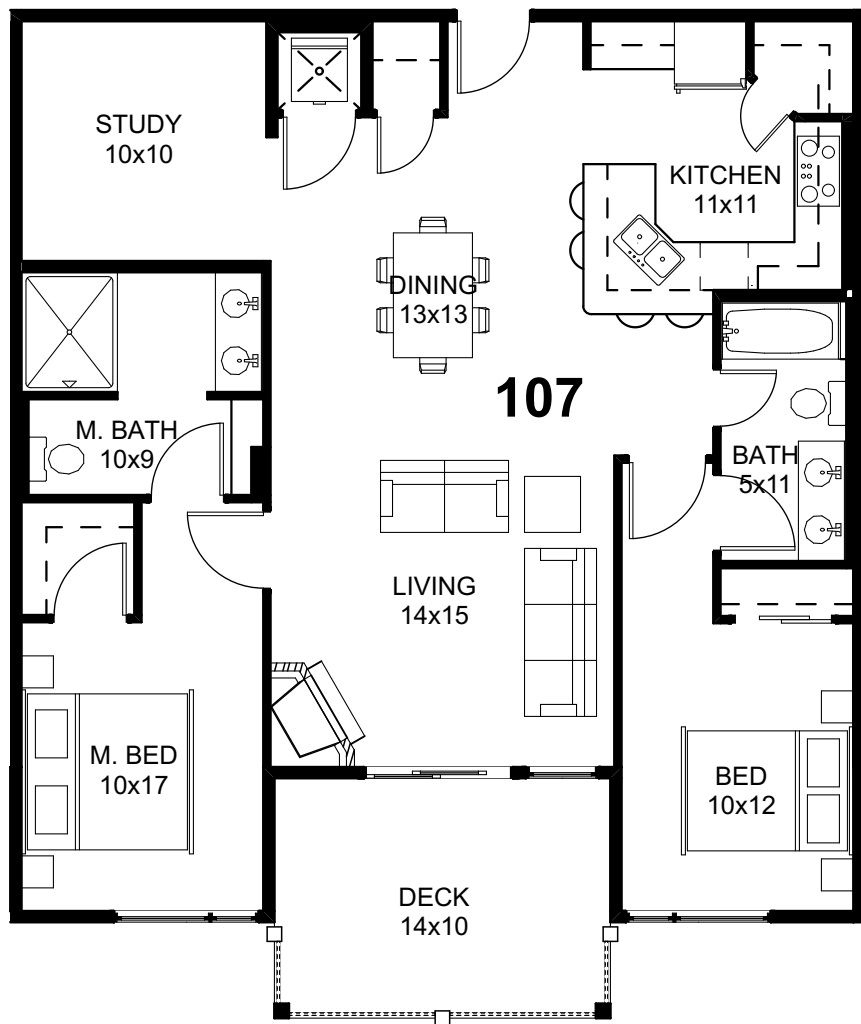 STUDY
10x10
KITCHEN
11x11
DINING
13x13
107
M. BATH
10x9
BATH
5x11
LIVING
14x15
M. BED
10x17
BED
10x12
DECK
14x10